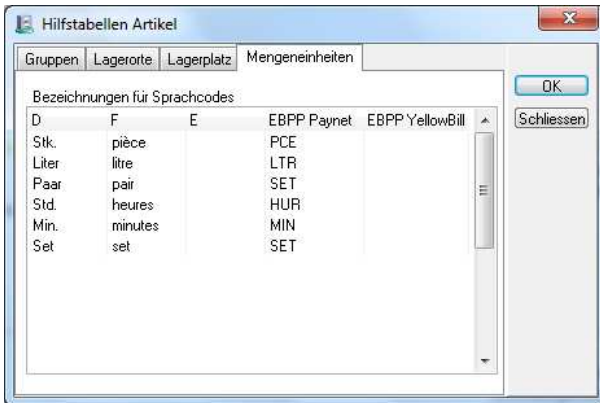 Hilfstabellen Artikel
Gruppen Lagerorte Lagerplatz Mengeneinheiten
OK
Schliessen
Bezeichnungen für Sprachcodes
D F E EBPP Paynet EBPP YellowBill
Stk. pièce PCE
Liter litre LTR
Paar pair SET
Std. heures HUR
Min. minutes MIN
Set set SET